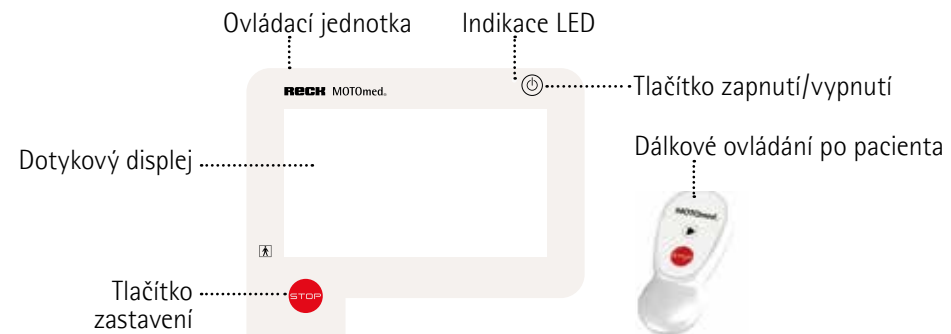 Ovládací jednotka
Indikace LED
RECK MOTOmed.
Tlačítko zapnutí/vypnutí
Dotykový displej
Dálkové ovládání po pacienta
MOTOmed.
STOP
Tlačítko
zastavení
STOP